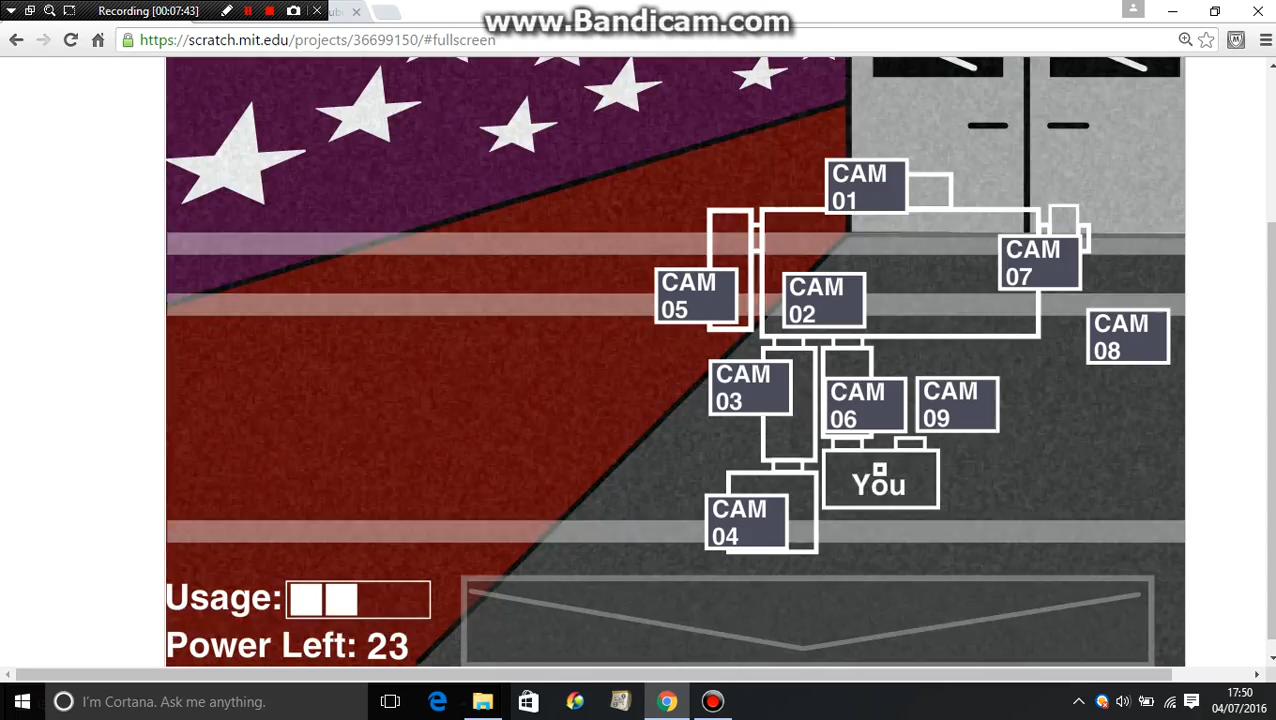 Recording [00:07:43]
www.Bandicam.com
https://scratch.mit.edu/projects/36699150/#fullscreen
CAM
01
CAM
07
CAM
05
CAM
02
CAM
08
CAM
03
CAM
06
CAM
09
You
CAM
04
Usage:
Power Left: 23
I'm Cortana. Ask me anything.
17:50
04/07/2016